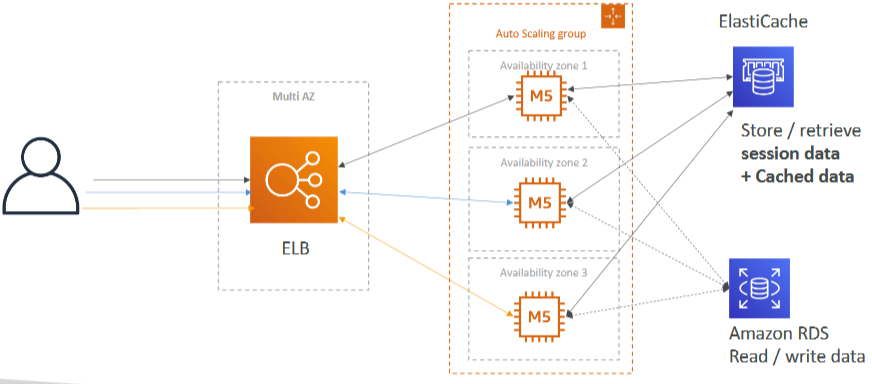 ElastiCache
Auto Scaling group
Availability zone 1
M5
Multi AZ
Store / retrieve
session data
+ Cached data
Availability zone 2
M5
ELB
Availability zone 3
M5
Amazon RDS
Read / write data